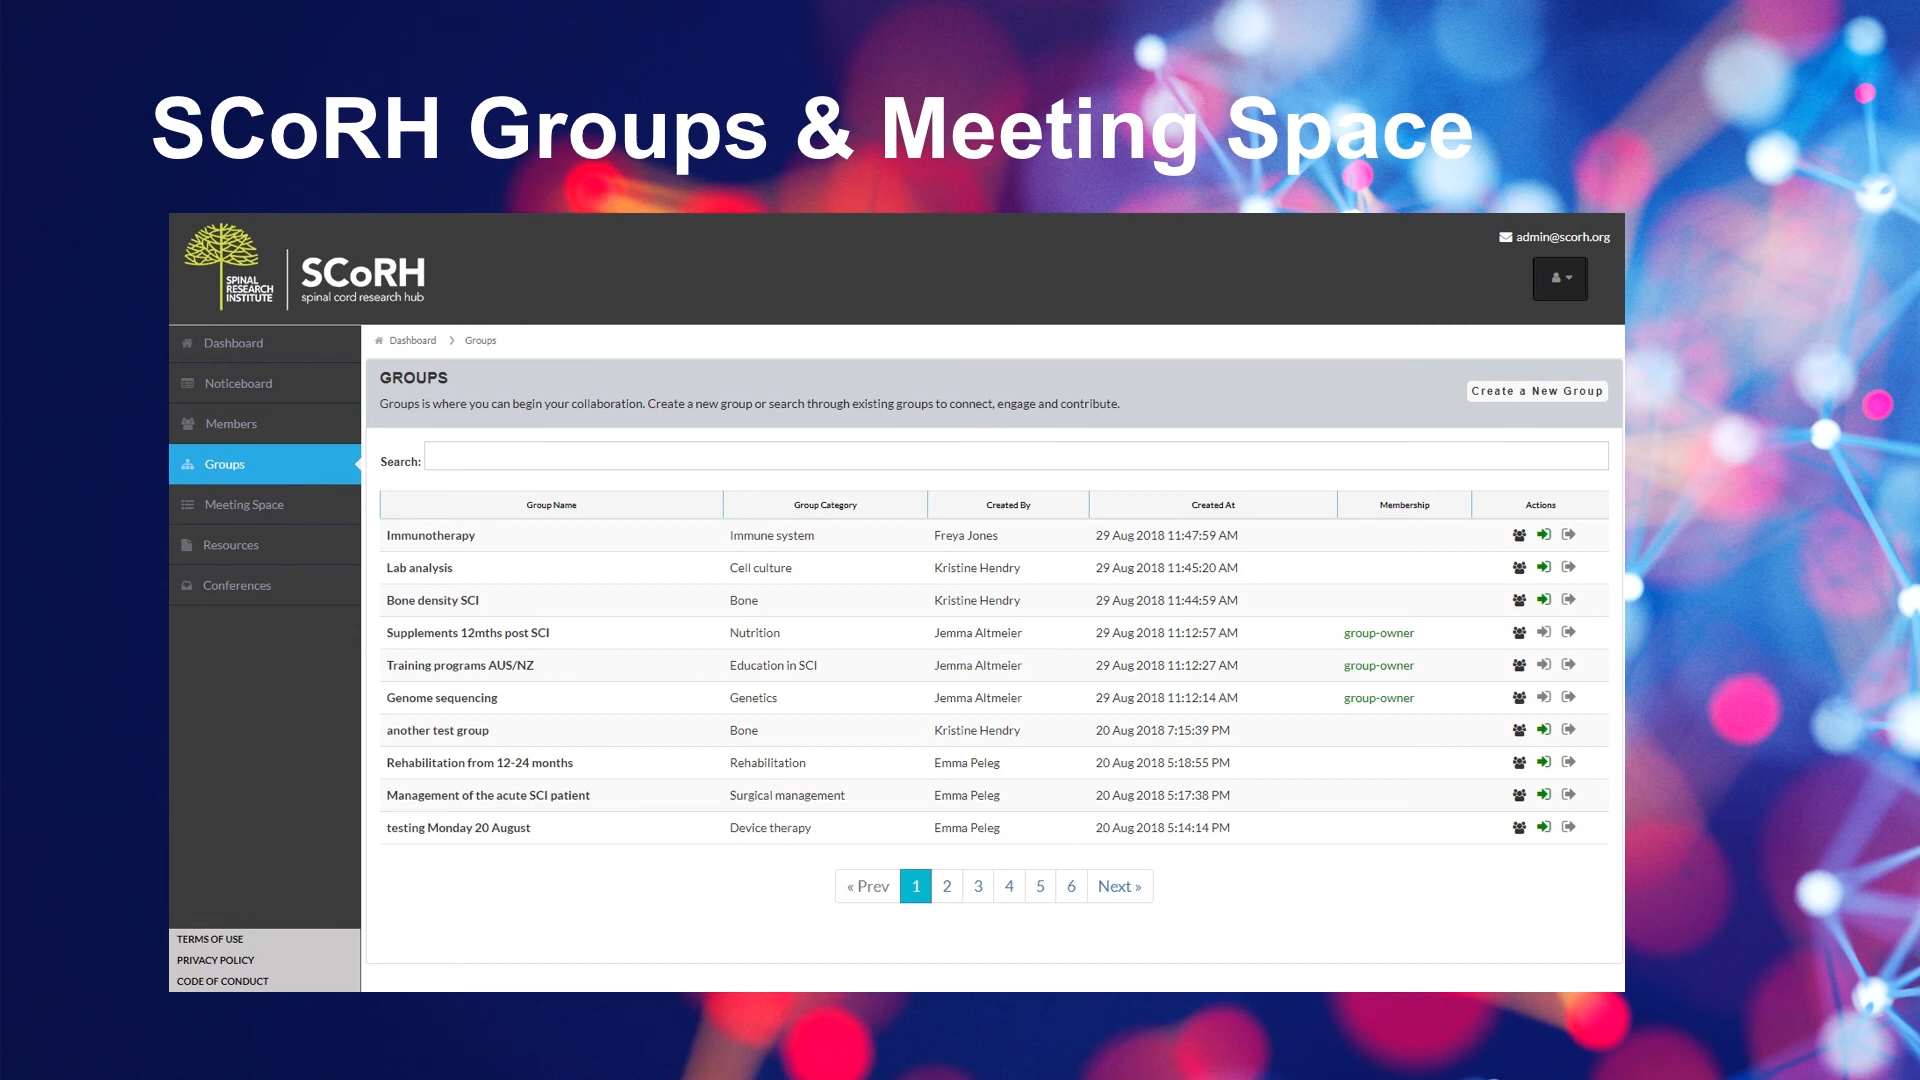 SCoRH Groups & Meeting Space
SPINAL
RESEARCH
INSTITUTE
SCoRH
spinal cord research hub
admin@scorh.org
Dashboard
Noticeboard
Members
Groups
Meeting Space
Resources
Conferences
TERMS OF USE
PRIVACY POLICY
CODE OF CONDUCT
Dashboard > Groups
GROUPS
Groups is where you can begin your collaboration. Create a new group or search through existing groups to connect, engage and contribute.
Create a New Group
Search:
Group Name Group Category Created By Created At Membership Actions
Immunotherapy Immune system Freya Jones 29 Aug 2018 11:47:59 AM
Lab analysis Cell culture Kristine Hendry 29 Aug 2018 11:45:20 AM
Bone density SCI Bone Kristine Hendry 29 Aug 2018 11:44:59 AM
Supplements 12mths post SCI Nutrition Jemma Altmeier 29 Aug 2018 11:12:57 AM group-owner
Training programs AUS/NZ Education in SCI Jemma Altmeier 29 Aug 2018 11:12:27 AM group-owner
Genome sequencing Genetics Jemma Altmeier 29 Aug 2018 11:12:14 AM group-owner
another test group Bone Kristine Hendry 20 Aug 2018 7:15:39 PM
Rehabilitation from 12-24 months Rehabilitation Emma Peleg 20 Aug 2018 5:18:55 PM
Management of the acute SCI patient Surgical management Emma Peleg 20 Aug 2018 5:17:38 PM
testing Monday 20 August Device therapy Emma Peleg 20 Aug 2018 5:14:14 PM
« Prev 1 2 3 4 5 6 Next »